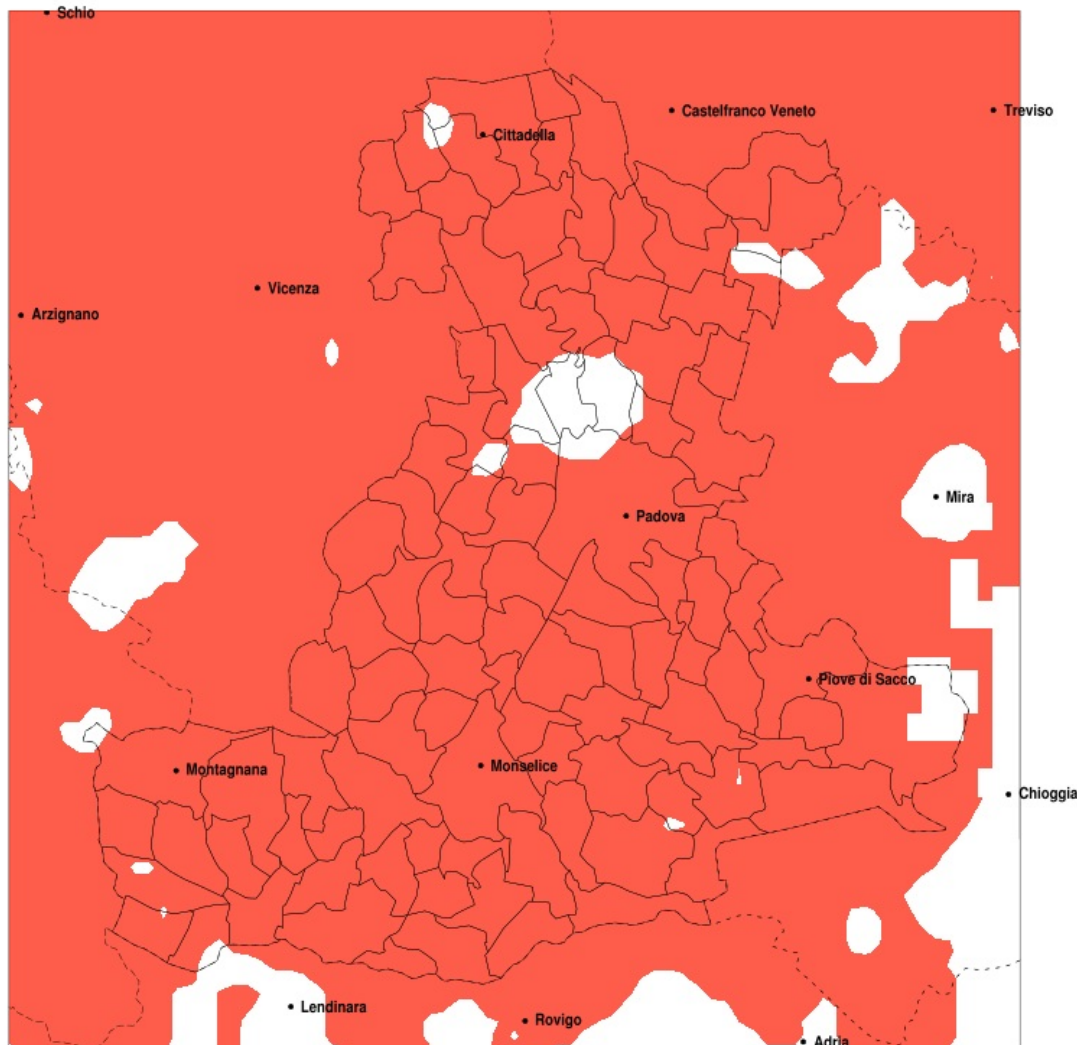 Schio
Castelfranco Veneto
Treviso
Cittadella
Vicenza
Arzignano
Mira
Padova
Piove di Sacco
Monselice
Montagnana
Chioggia
Lendinara
Rovigo
Adria